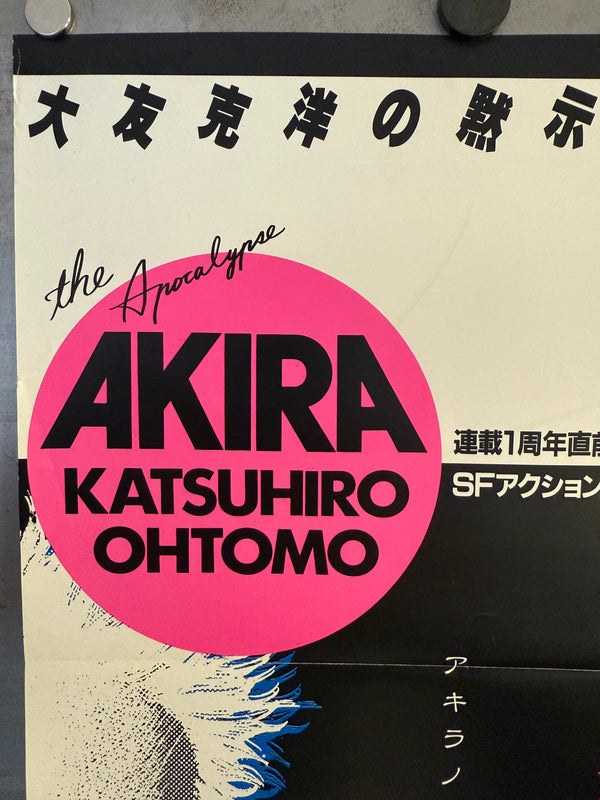 大友克洋の黙示
the Apocalypse
AKIRA
KATSUHIRO
OHTOMO
連載1周年直前
SFアクション
アキラノ